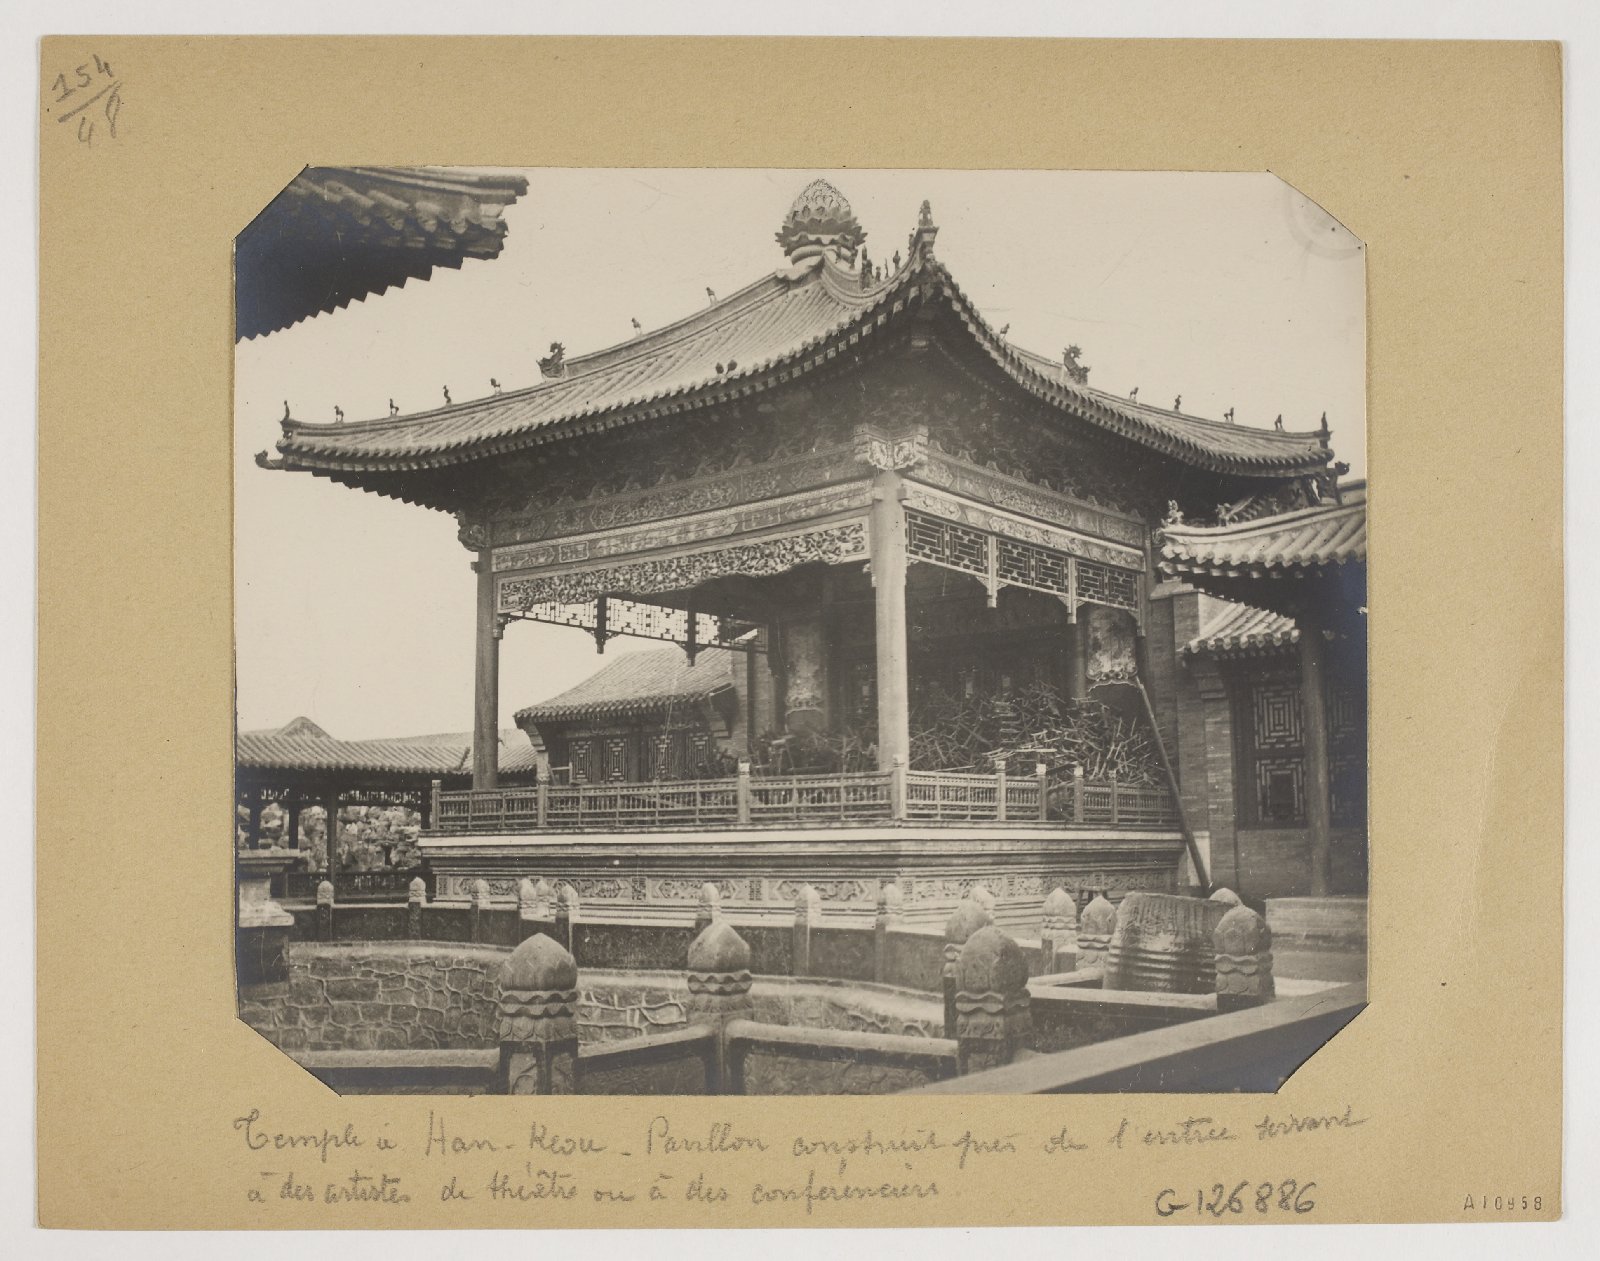 154
48
Temple à Han-Keou - Pavillon construit près de l'entrée servant
à des artistes de théâtre ou à des conférenciers.
G 126886
A10958